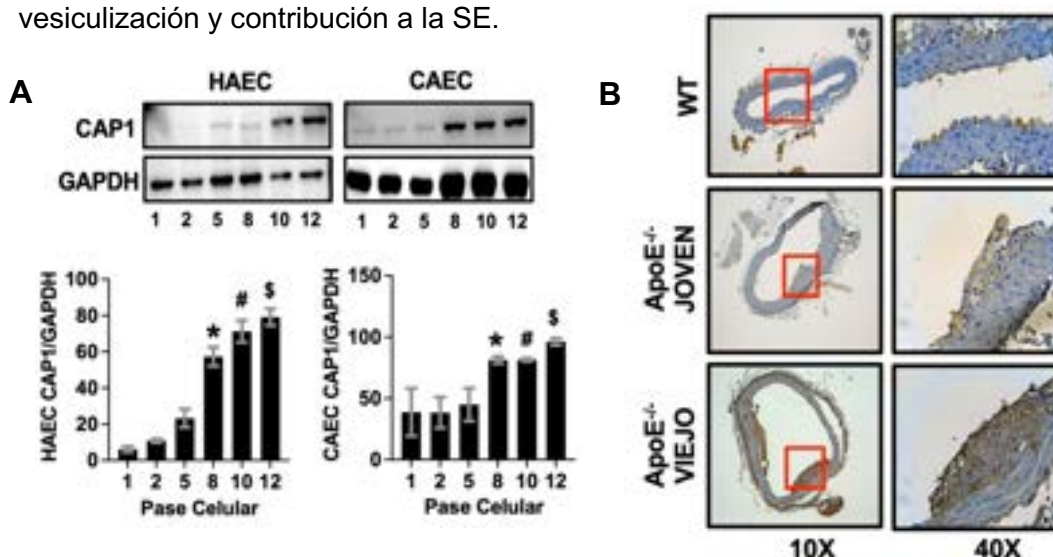 vesiculización y contribución a la SE.
A
HAEC
CAEC
CAP1
GAPDH
1 2 5 8 10 12
1 2 5 8 10 12
HAEC CAP1/GAPDH
100
80
60
40
20
0
* # $
1 2 5 8 10 12
Pase Celular
CAEC CAP1/GAPDH
150
100
50
0
* # $
1 2 5 8 10 12
Pase Celular
B
WT
ApoE-/-
JOVEN
ApoE-/-
VIEJO
10X
40X